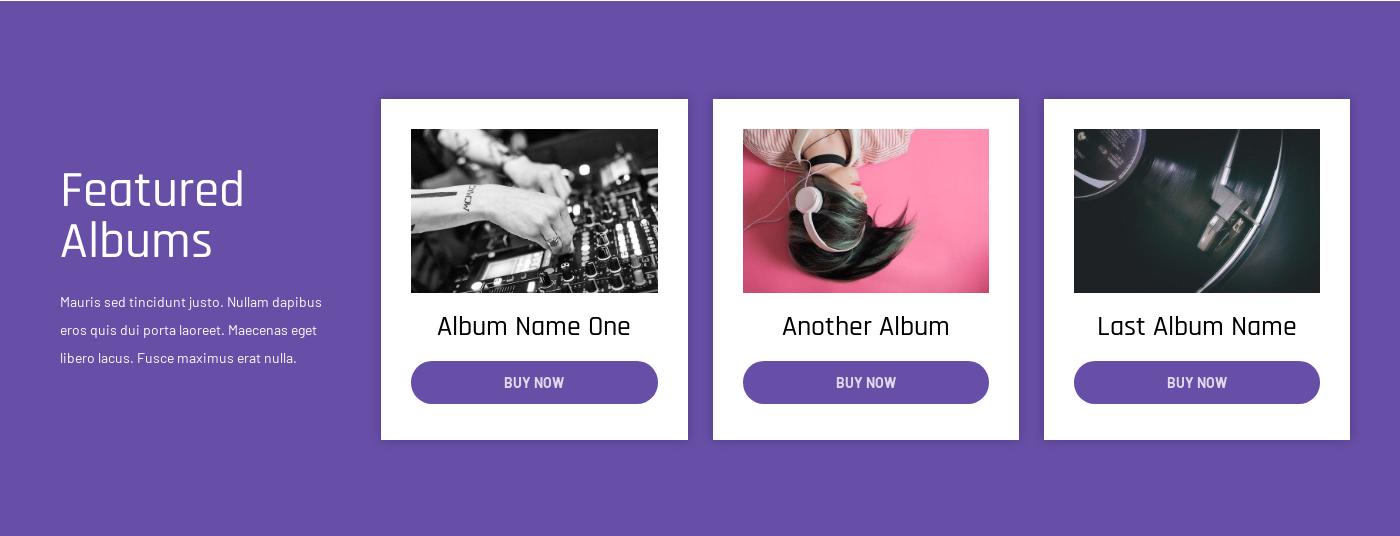 Featured
Albums
Mauris sed tincidunt justo. Nullam dapibus
eros quis dui porta laoreet. Maecenas eget
libero lacus. Fusce maximus erat nulla.
Album Name One
BUY NOW
Another Album
BUY NOW
Last Album Name
BUY NOW